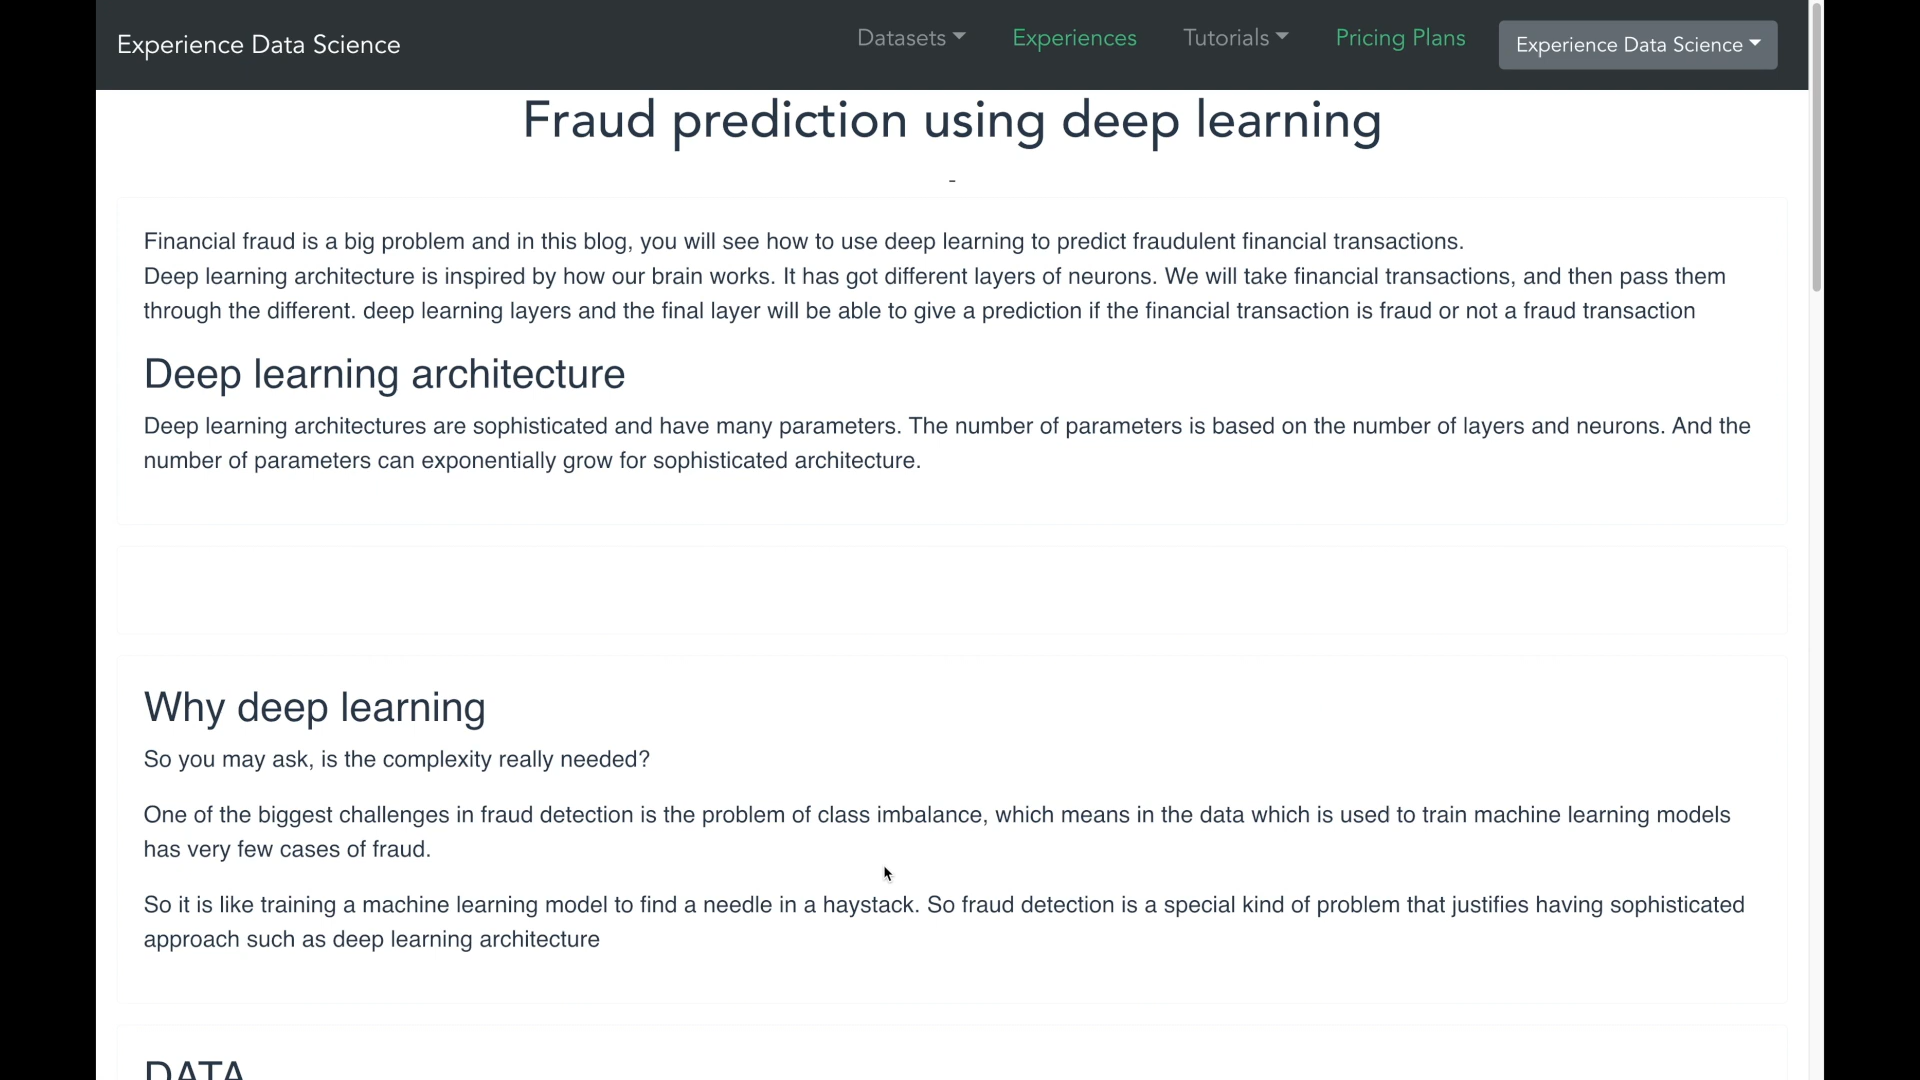 Experience Data Science
Datasets
Experiences
Tutorials
Pricing Plans
Experience Data Science
Fraud prediction using deep learning
-
Financial fraud is a big problem and in this blog, you will see how to use deep learning to predict fraudulent financial transactions.
Deep learning architecture is inspired by how our brain works. It has got different layers of neurons. We will take financial transactions, and then pass them
through the different. deep learning layers and the final layer will be able to give a prediction if the financial transaction is fraud or not a fraud transaction
Deep learning architecture
Deep learning architectures are sophisticated and have many parameters. The number of parameters is based on the number of layers and neurons. And the
number of parameters can exponentially grow for sophisticated architecture.
Why deep learning
So you may ask, is the complexity really needed?
One of the biggest challenges in fraud detection is the problem of class imbalance, which means in the data which is used to train machine learning models
has very few cases of fraud.
So it is like training a machine learning model to find a needle in a haystack. So fraud detection is a special kind of problem that justifies having sophisticated
approach such as deep learning architecture
DATA